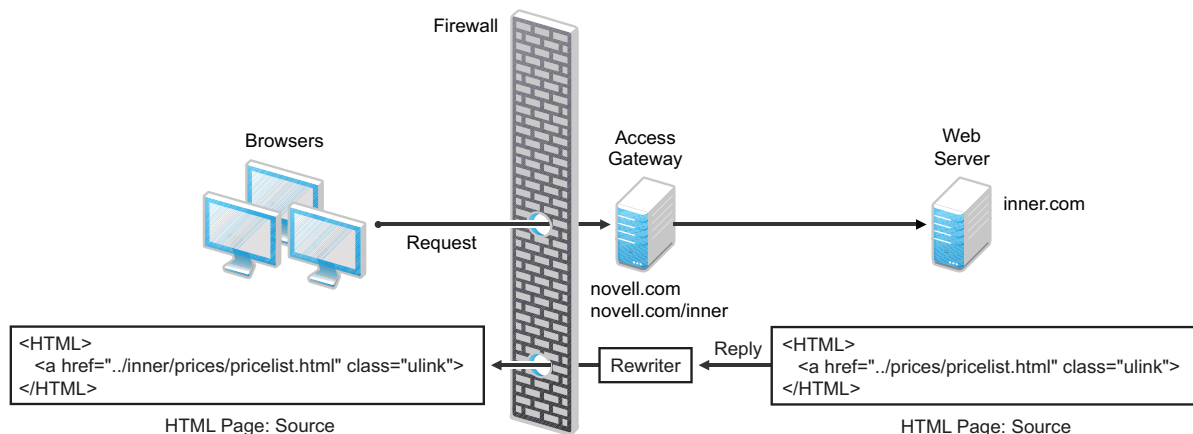 Firewall
Browsers
Access
Gateway
Web
Server
inner.com
Request
novell.com
novell.com/inner
<HTML>
<a href="../inner/prices/pricelist.html" class="ulink">
</HTML>
HTML Page: Source
Rewriter
Reply
<HTML>
<a href="../prices/pricelist.html" class="ulink">
</HTML>
HTML Page: Source